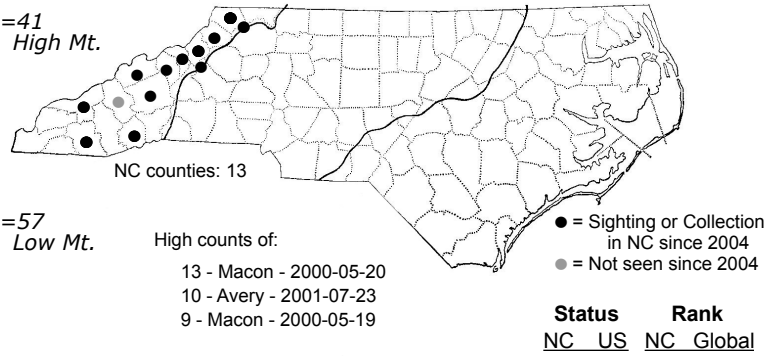 =41
High Mt.
NC counties: 13
=57
Low Mt.
High counts of:
13 - Macon - 2000-05-20
10 - Avery - 2001-07-23
9 - Macon - 2000-05-19
● = Sighting or Collection
in NC since 2004
● = Not seen since 2004
Status Rank
NC US NC Global